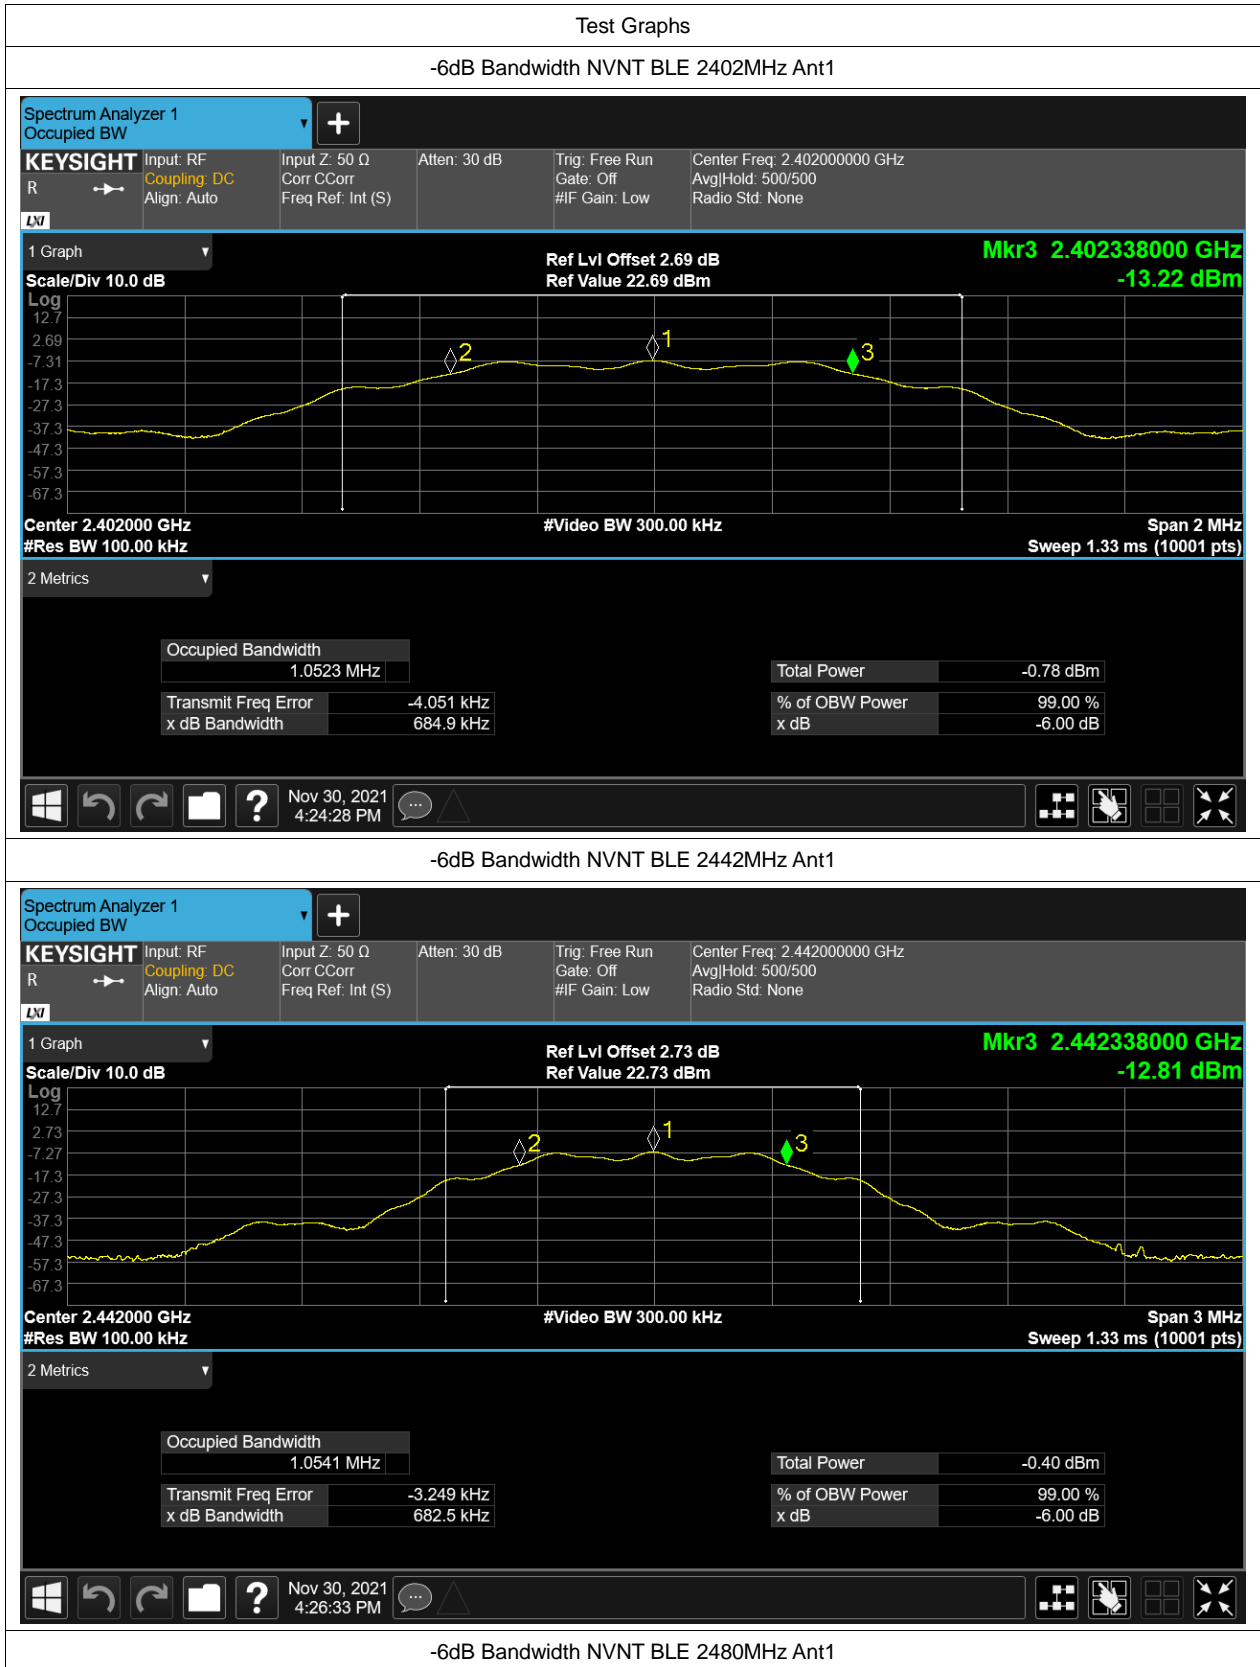 Test Graphs
-6dB Bandwidth NVNT BLE 2402MHz Ant1
Spectrum Analyzer 1
Occupied BW
KEYSIGHT Input: RF Input Z: 50 Ω Atten: 30 dB Trig: Free Run Center Freq: 2.402000000 GHz
R Coupling: DC Corr CCorr Gate: Off Avg|Hold: 500/500
Align: Auto Freq Ref: Int (S) #IF Gain: Low Radio Std: None
LXI
1 Graph Ref Lvl Offset 2.69 dB Mkr3 2.402338000 GHz
Scale/Div 10.0 dB Ref Value 22.69 dBm -13.22 dBm
Log
12.7
2.69
-7.31
-17.3
-27.3
-37.3
-47.3
-57.3
-67.3
2 1 3
Center 2.402000 GHz #Video BW 300.00 kHz Span 2 MHz
#Res BW 100.00 kHz Sweep 1.33 ms (10001 pts)
2 Metrics
Occupied Bandwidth
1.0523 MHz Total Power -0.78 dBm
Transmit Freq Error -4.051 kHz % of OBW Power 99.00 %
x dB Bandwidth 684.9 kHz x dB -6.00 dB
Nov 30, 2021
4:24:28 PM
-6dB Bandwidth NVNT BLE 2442MHz Ant1
Spectrum Analyzer 1
Occupied BW
KEYSIGHT Input: RF Input Z: 50 Ω Atten: 30 dB Trig: Free Run Center Freq: 2.442000000 GHz
R Coupling: DC Corr CCorr Gate: Off Avg|Hold: 500/500
Align: Auto Freq Ref: Int (S) #IF Gain: Low Radio Std: None
LXI
1 Graph Ref Lvl Offset 2.73 dB Mkr3 2.442338000 GHz
Scale/Div 10.0 dB Ref Value 22.73 dBm -12.81 dBm
Log
12.7
2.73
-7.27
-17.3
-27.3
-37.3
-47.3
-57.3
-67.3
2 1 3
Center 2.442000 GHz #Video BW 300.00 kHz Span 3 MHz
#Res BW 100.00 kHz Sweep 1.33 ms (10001 pts)
2 Metrics
Occupied Bandwidth
1.0541 MHz Total Power -0.40 dBm
Transmit Freq Error -3.249 kHz % of OBW Power 99.00 %
x dB Bandwidth 682.5 kHz x dB -6.00 dB
Nov 30, 2021
4:26:33 PM
-6dB Bandwidth NVNT BLE 2480MHz Ant1